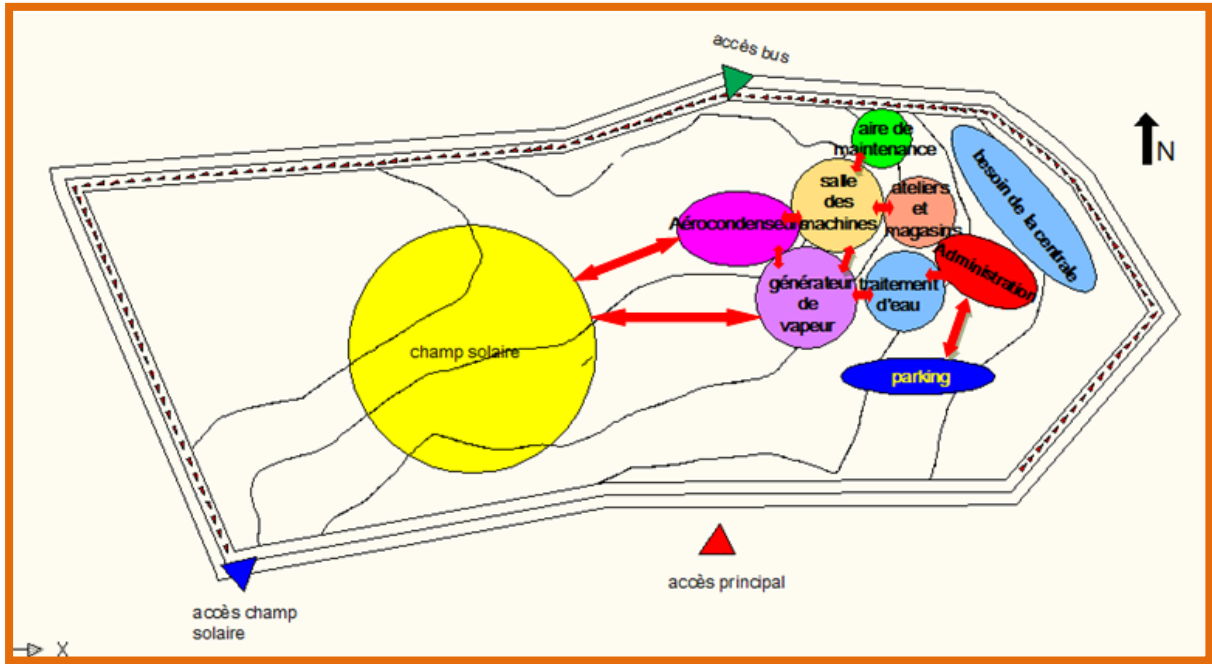 accès bus
N
aire de
maintenance
besoin de la centrale
salle
des
machines
ateliers
et
magasins
Aérocondenseur
Administration
générateur
de
vapeur
traitement
d'eau
champ solaire
parking
accès principal
accès champ
solaire
X